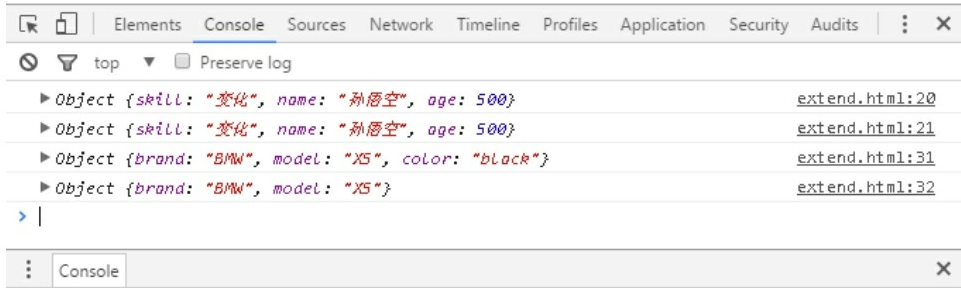 Elements Console Sources Network Timeline Profiles Application Security Audits
top Preserve log
Object {skill: "变化", name: "孙悟空", age: 500} extend.html:20
Object {skill: "变化", name: "孙悟空", age: 500} extend.html:21
Object {brand: "BMW", model: "X5", color: "black"} extend.html:31
Object {brand: "BMW", model: "X5"} extend.html:32
Console